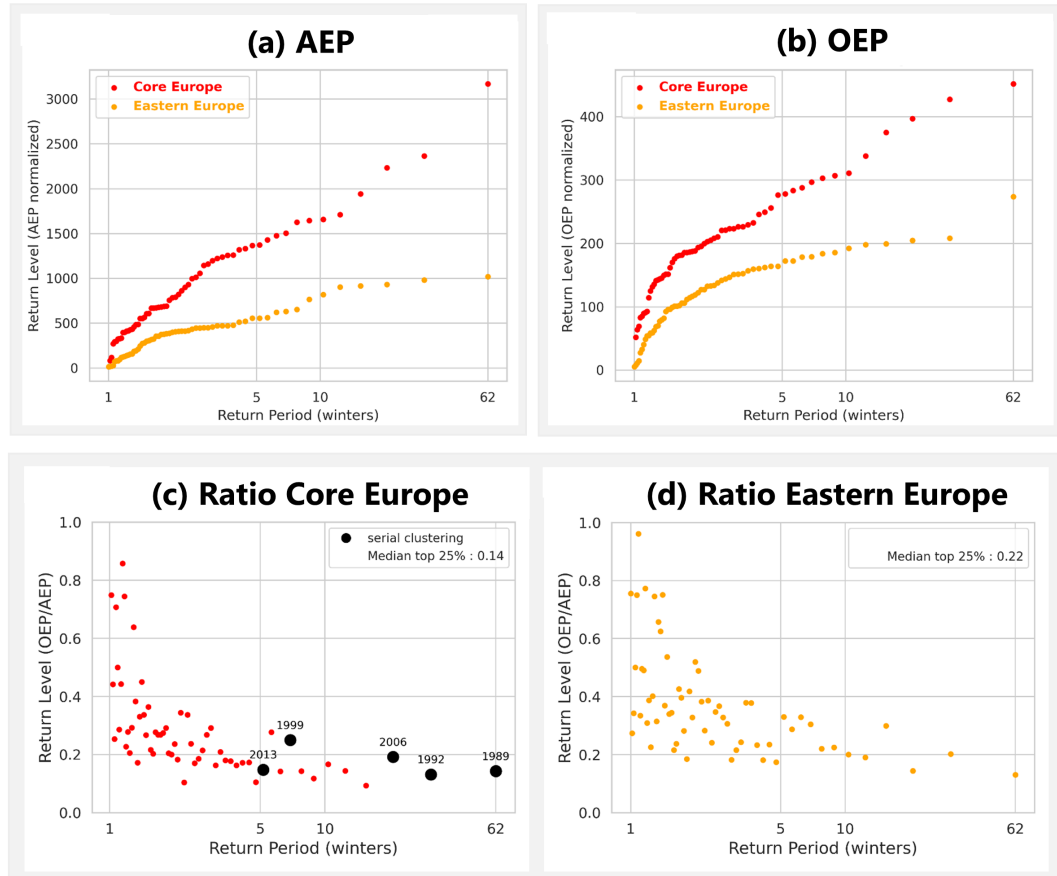 (a) AEP
Core Europe
Eastern Europe
Return Level (AEP normalized)
3000
2500
2000
1500
1000
500
0
1
5
10
62
Return Period (winters)
(b) OEP
Core Europe
Eastern Europe
Return Level (OEP normalized)
400
300
200
100
0
1
5
10
62
Return Period (winters)
(c) Ratio Core Europe
serial clustering
Median top 25% : 0.14
Return Level (OEP/AEP)
1.0
0.8
0.6
0.4
0.2
0.0
1999
2013
2006
1992
1989
1
5
10
62
Return Period (winters)
(d) Ratio Eastern Europe
Median top 25% : 0.22
Return Level (OEP/AEP)
1.0
0.8
0.6
0.4
0.2
0.0
1
5
10
62
Return Period (winters)